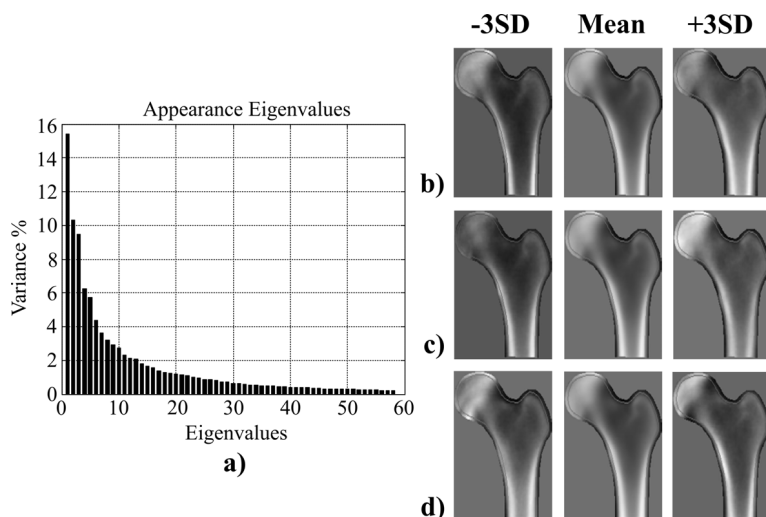 -3SD Mean +3SD
Appearance Eigenvalues
16
14
12
10
8
6
4
2
0
Variance %
0 10 20 30 40 50 60
Eigenvalues
a)
b)
c)
d)